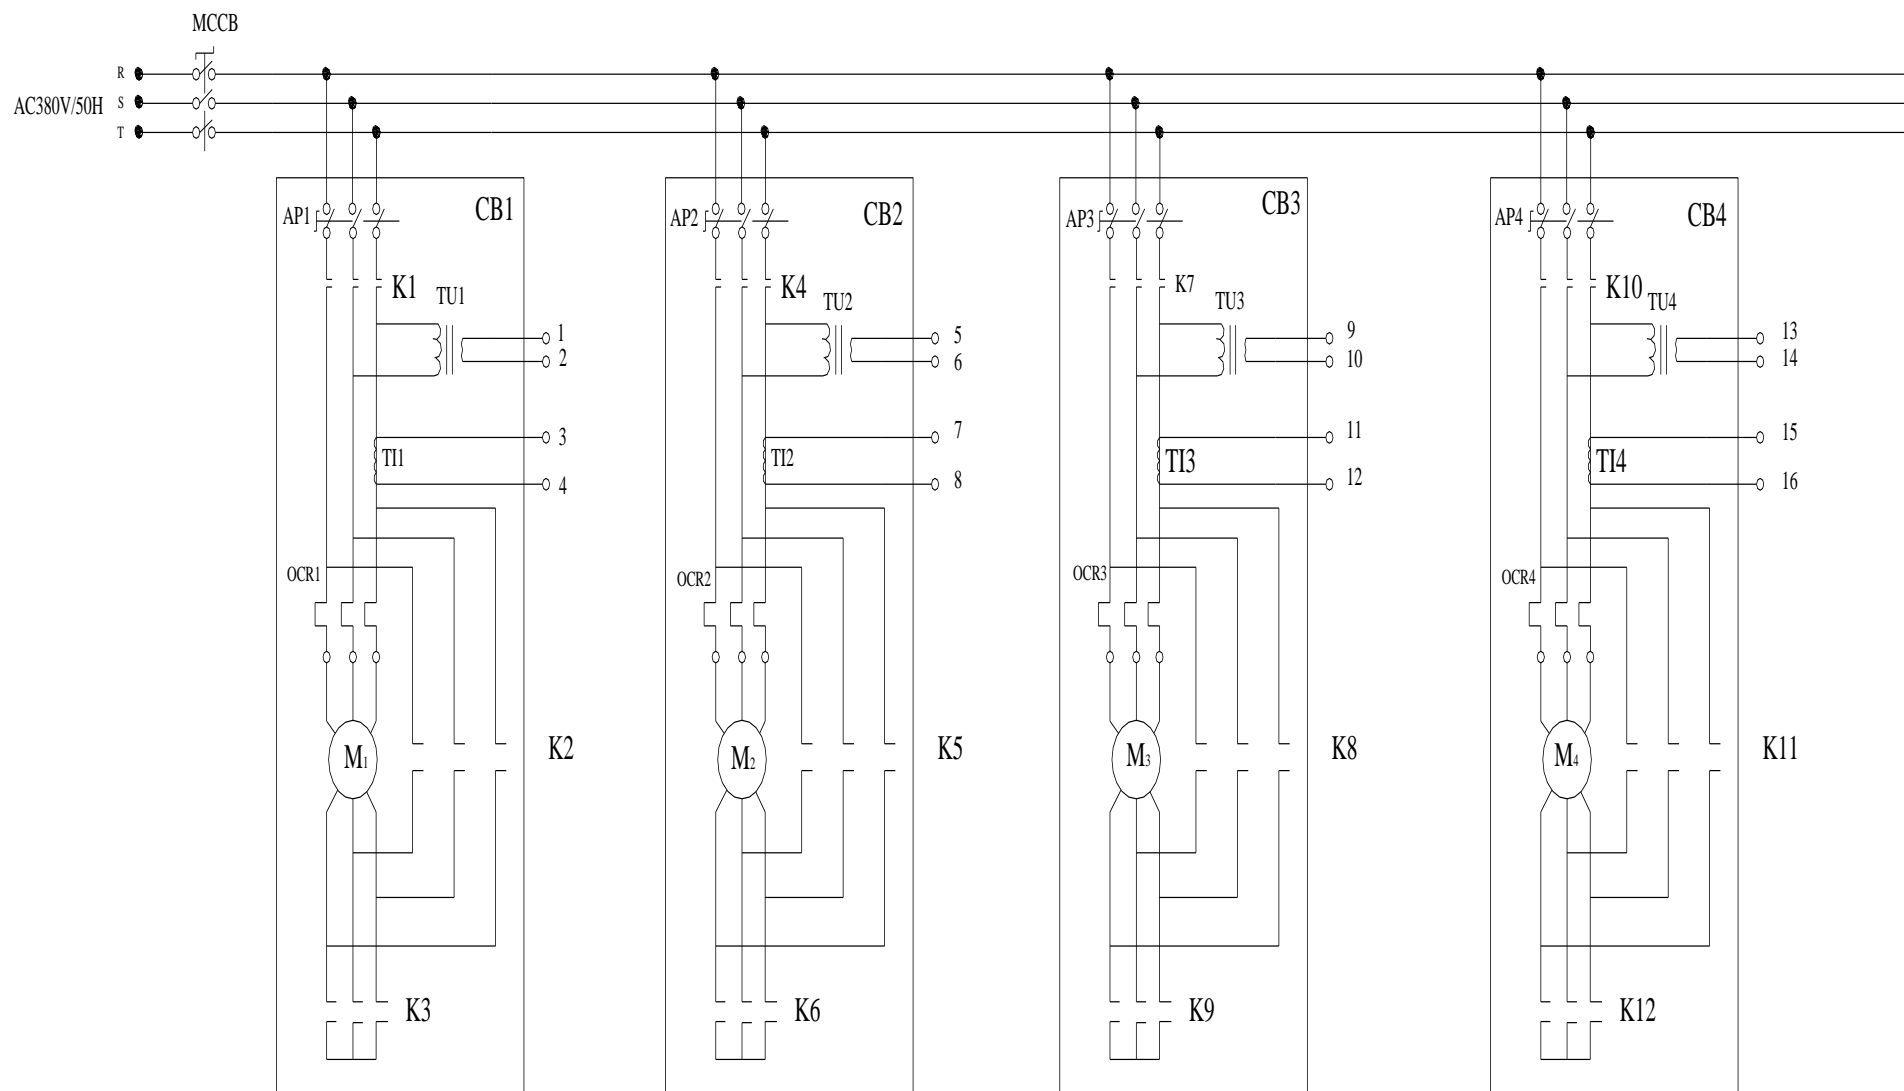 MCCB
R
AC380V/50H S
T
AP1 CB1 AP2 CB2 AP3 CB3 AP4 CB4
K1 TU1 K4 TU2 K7 TU3 K10 TU4
1 5 9 13
2 6 10 14
3 7 11 15
TI1 TI2 TI3 TI4
4 8 12 16
OCR1 OCR2 OCR3 OCR4
M1 K2 M2 K5 M3 K8 M4 K11
K3 K6 K9 K12